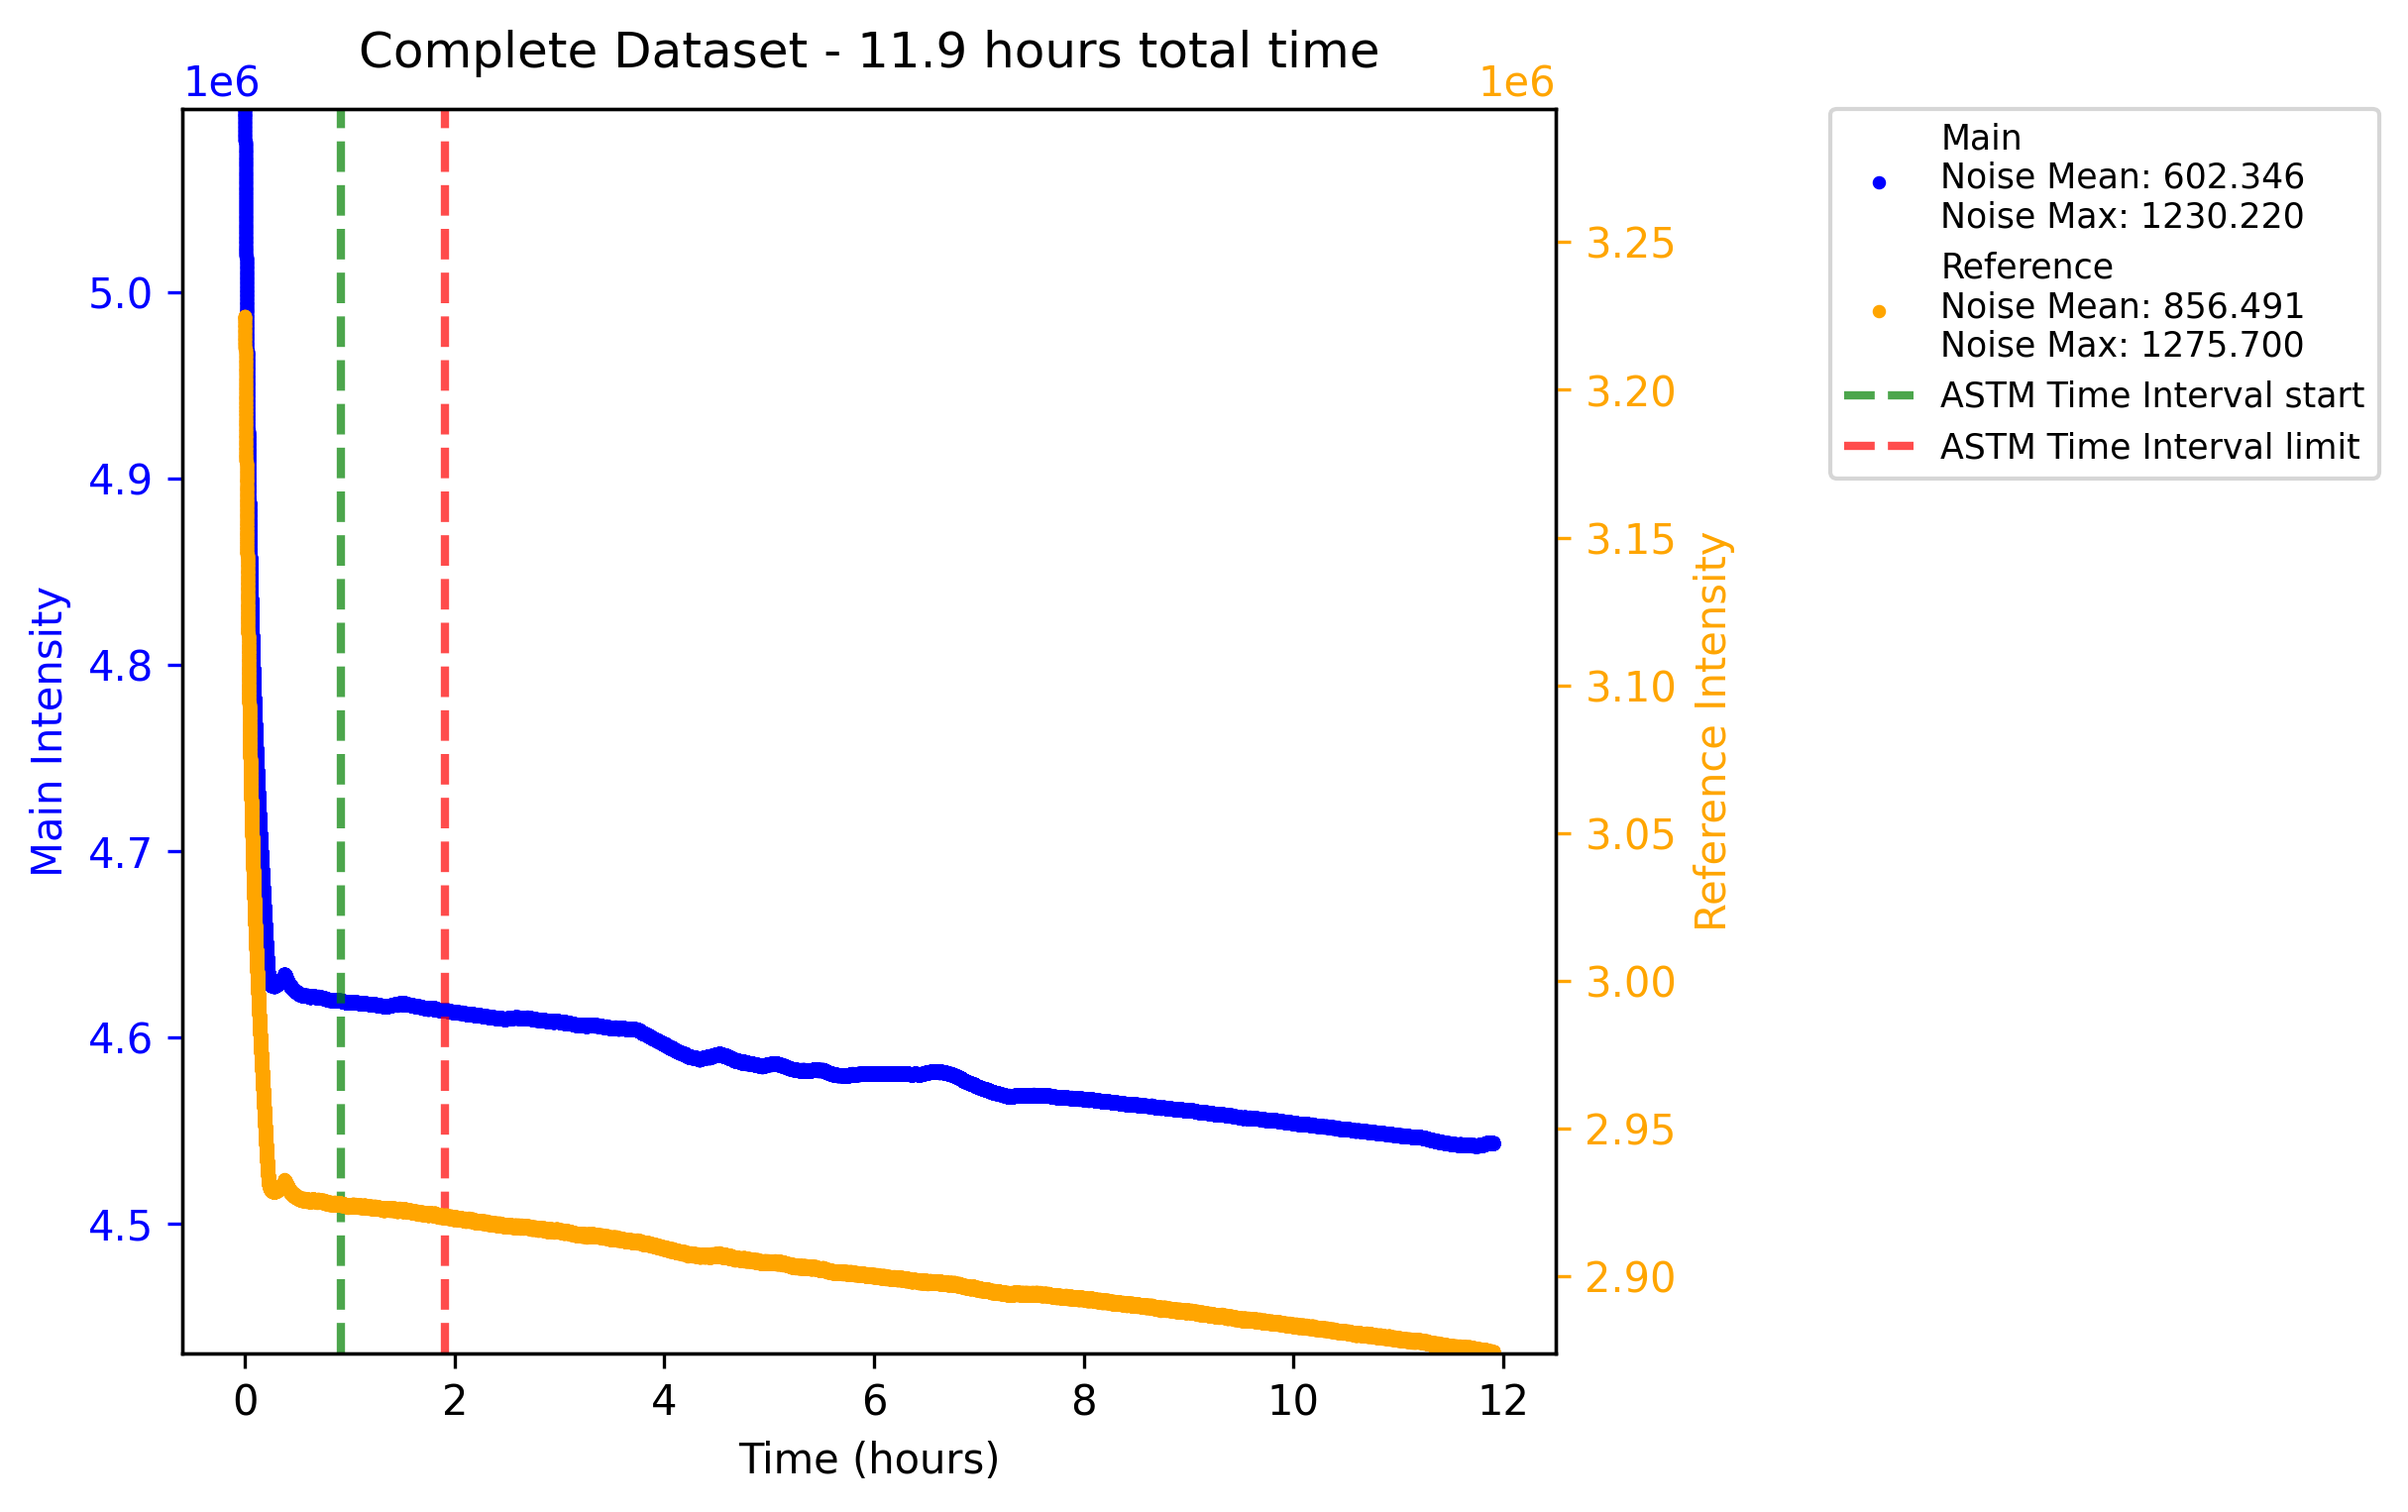 Complete Dataset - 11.9 hours total time
1e6
1e6
5.0
4.9
4.8
4.7
4.6
4.5
Main Intensity
3.25
3.20
3.15
3.10
3.05
3.00
2.95
2.90
Reference Intensity
0 2 4 6 8 10 12
Time (hours)
Main
Noise Mean: 602.346
Noise Max: 1230.220
Reference
Noise Mean: 856.491
Noise Max: 1275.700
ASTM Time Interval start
ASTM Time Interval limit